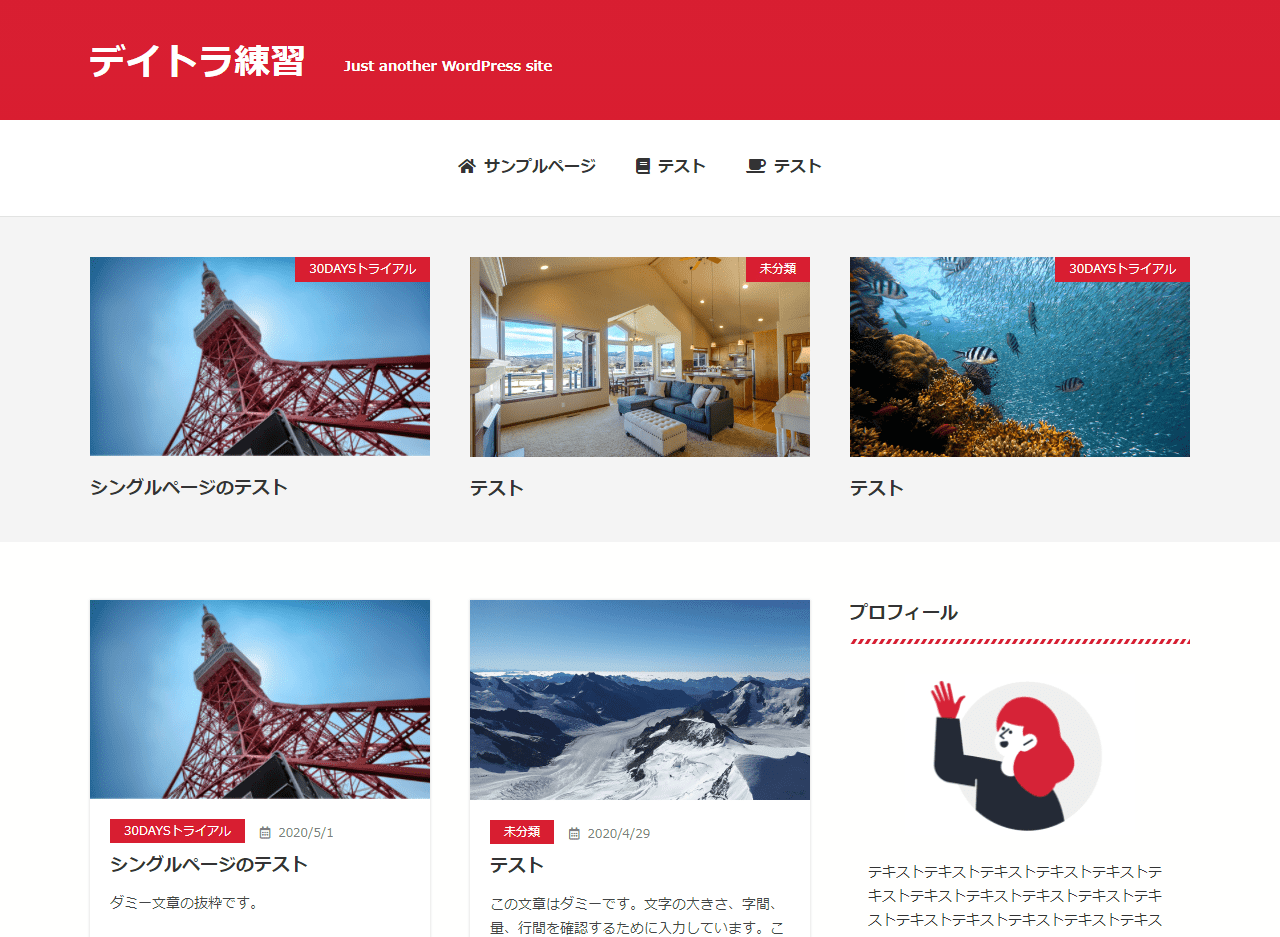 デイトラ練習
Just another WordPress site
サンプルページ
テスト
テスト
30DAYSトライアル
未分類
30DAYSトライアル
シングルページのテスト
テスト
テスト
30DAYSトライアル
2020/5/1
シングルページのテスト
ダミー文章の抜粋です。
未分類
2020/4/29
テスト
この文章はダミーです。文字の大きさ、字間、
量、行間を確認するために入力しています。こ
プロフィール
テキストテキストテキストテキストテキストテ
キストテキストテキストテキストテキストテキ
ストテキストテキストテキストテキストテキス